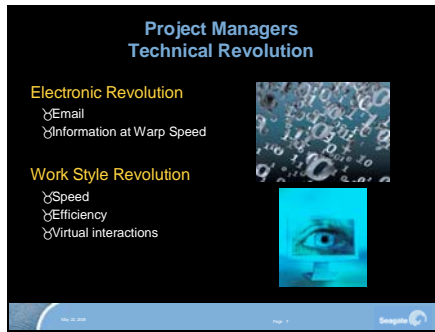 Project Managers
Technical Revolution
Electronic Revolution
♉Email
♉Information at Warp Speed
Work Style Revolution
♉Speed
♉Efficiency
♉Virtual interactions
Page
Seagate